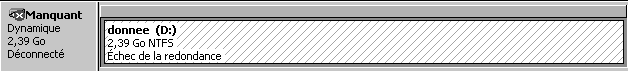 Manquant
Dynamique
2,39 Go
Déconnecté
donnee (D:)
2,39 Go NTFS
Échec de la redondance